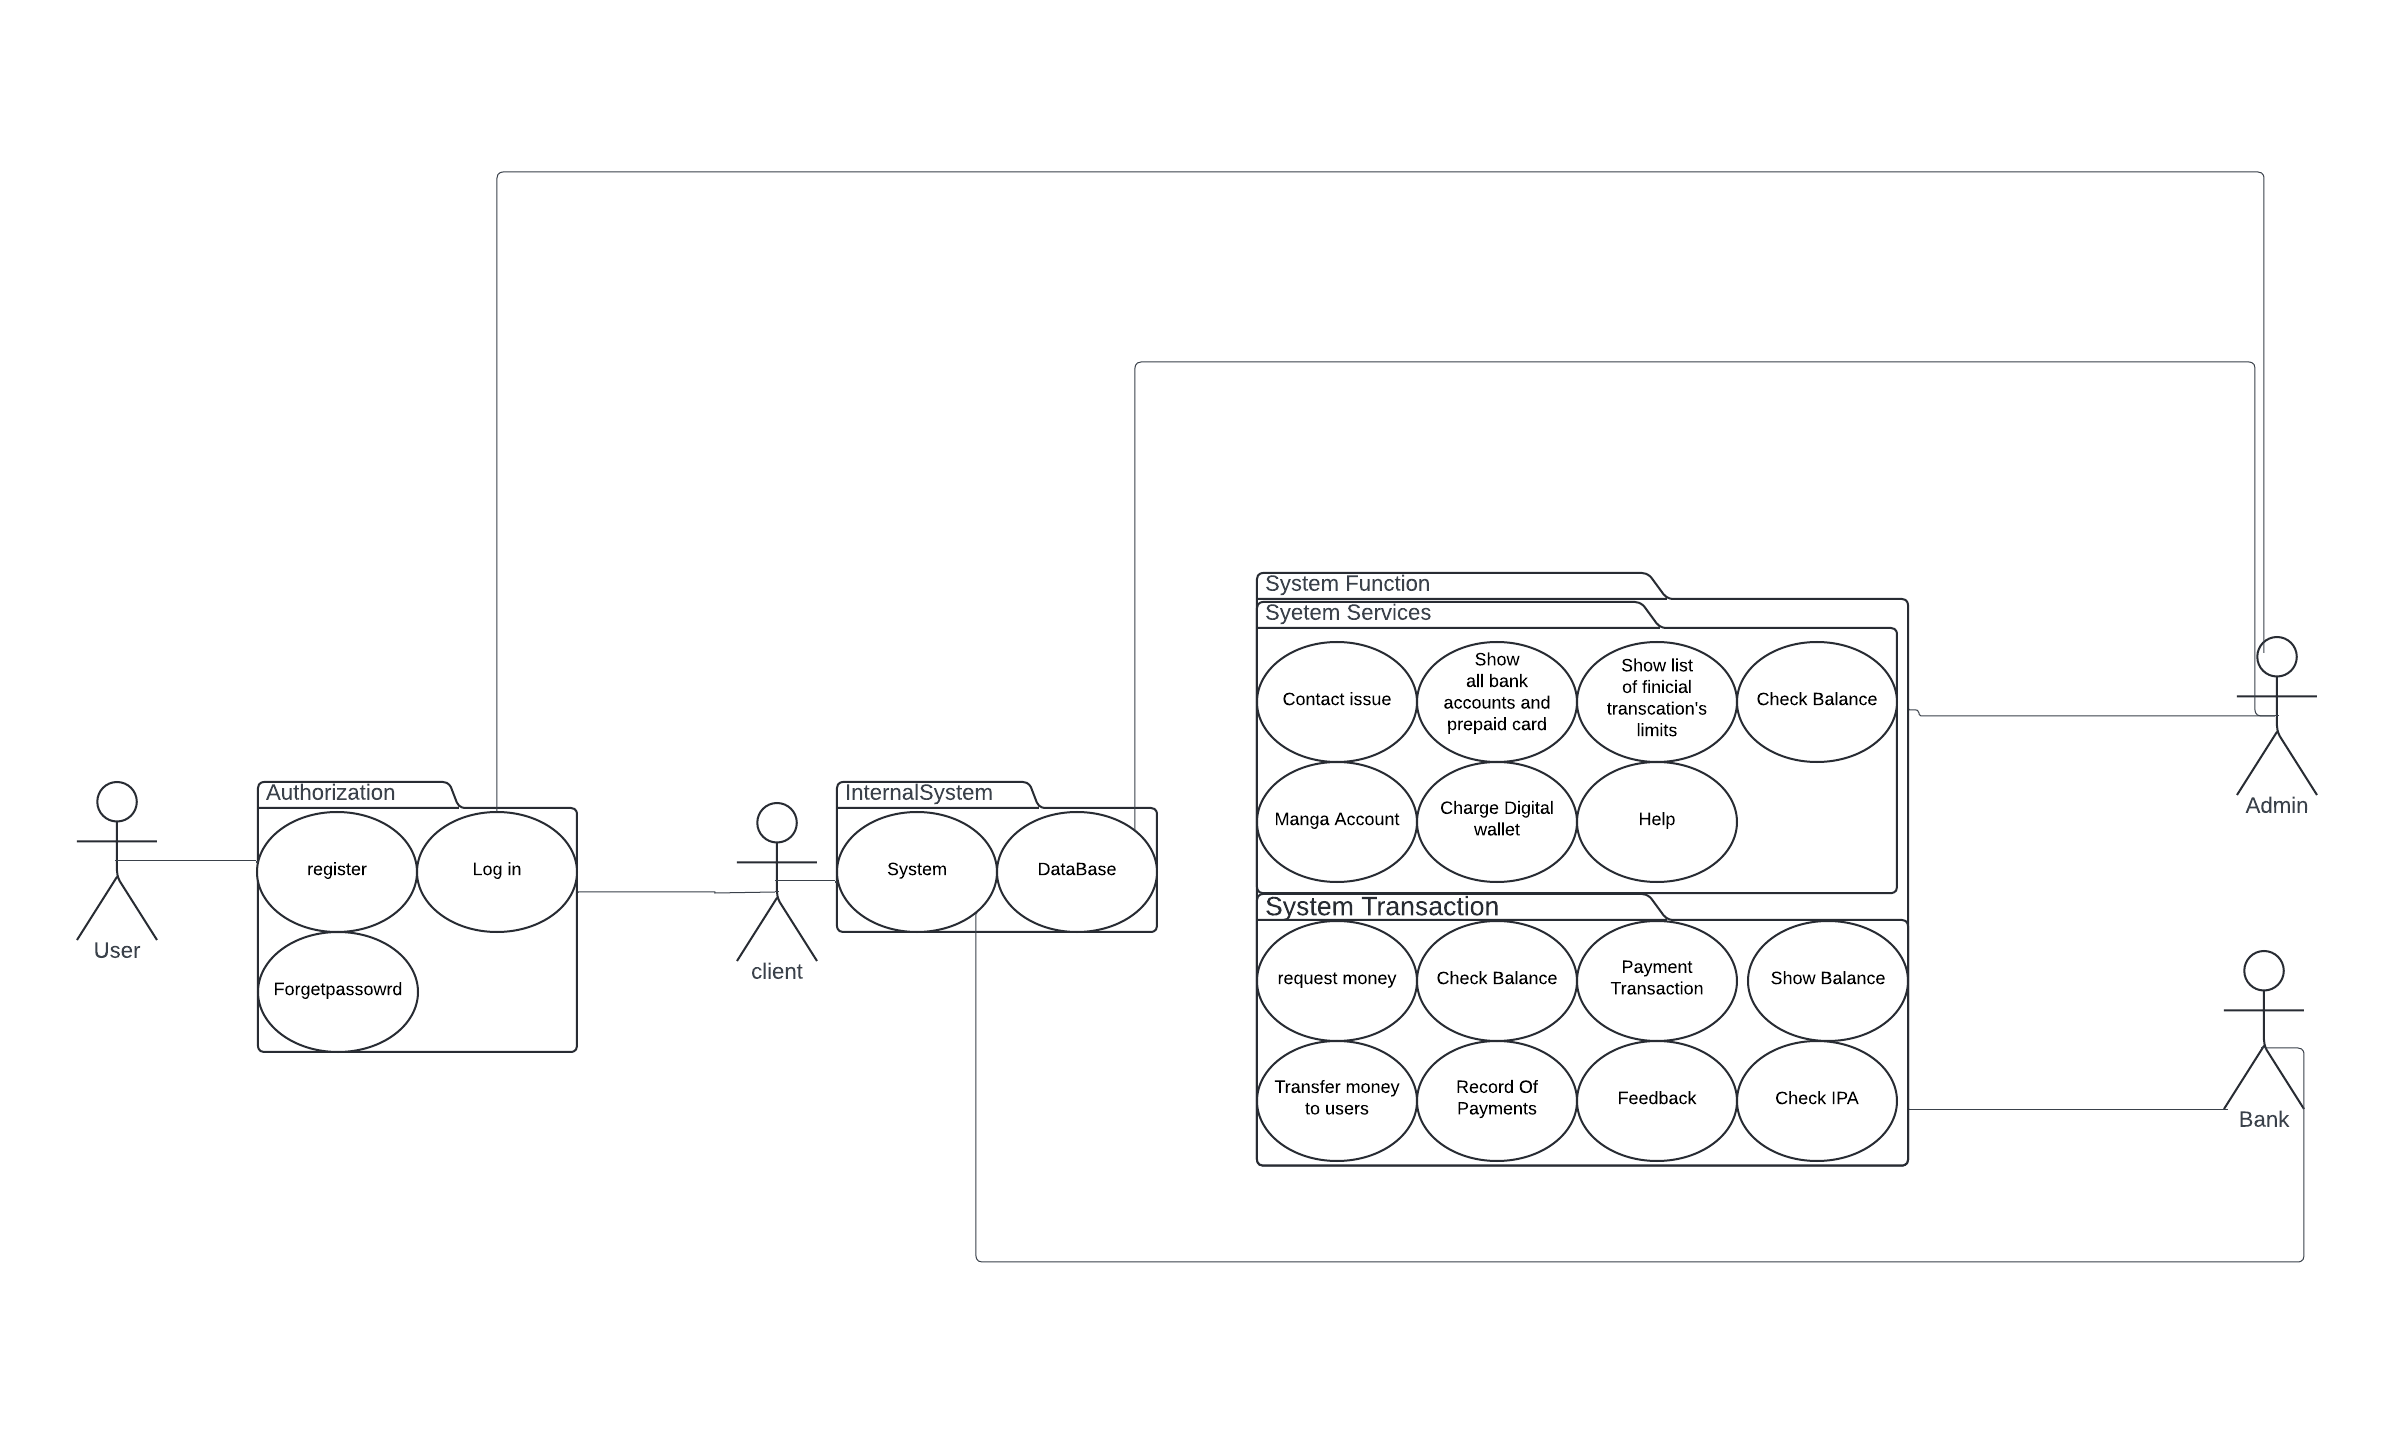 User
Authorization
register
Log in
Forgetpassowrd
client
InternalSystem
System
DataBase
System Function
Syetem Services
Contact issue
Show
all bank
accounts and
prepaid card
Show list
of finicial
transcation's
limits
Check Balance
Manga Account
Charge Digital
wallet
Help
System Transaction
request money
Check Balance
Payment
Transaction
Show Balance
Transfer money
to users
Record Of
Payments
Feedback
Check IPA
Admin
Bank